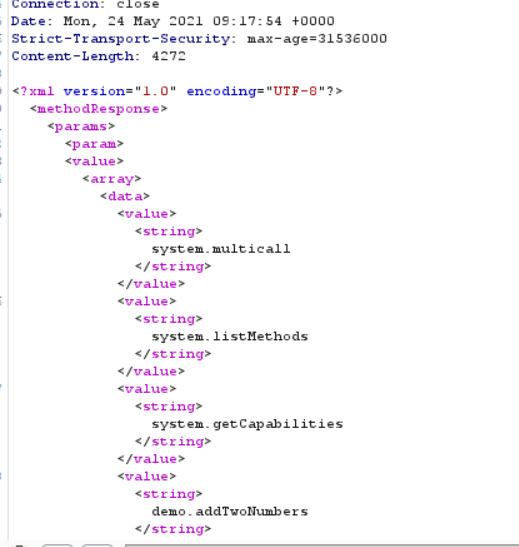 Connection: close
Date: Mon, 24 May 2021 09:17:54 +0000
Strict-Transport-Security: max-age=31536000
Content-Length: 4272
<?xml version="1.0" encoding="UTF-8"?>
<methodResponse>
<params>
<param>
<value>
<array>
<data>
<value>
<string>
system.multicall
</string>
</value>
<value>
<string>
system.listMethods
</string>
</value>
<value>
<string>
system.getCapabilities
</string>
</value>
<value>
<string>
demo.addTwoNumbers
</string>